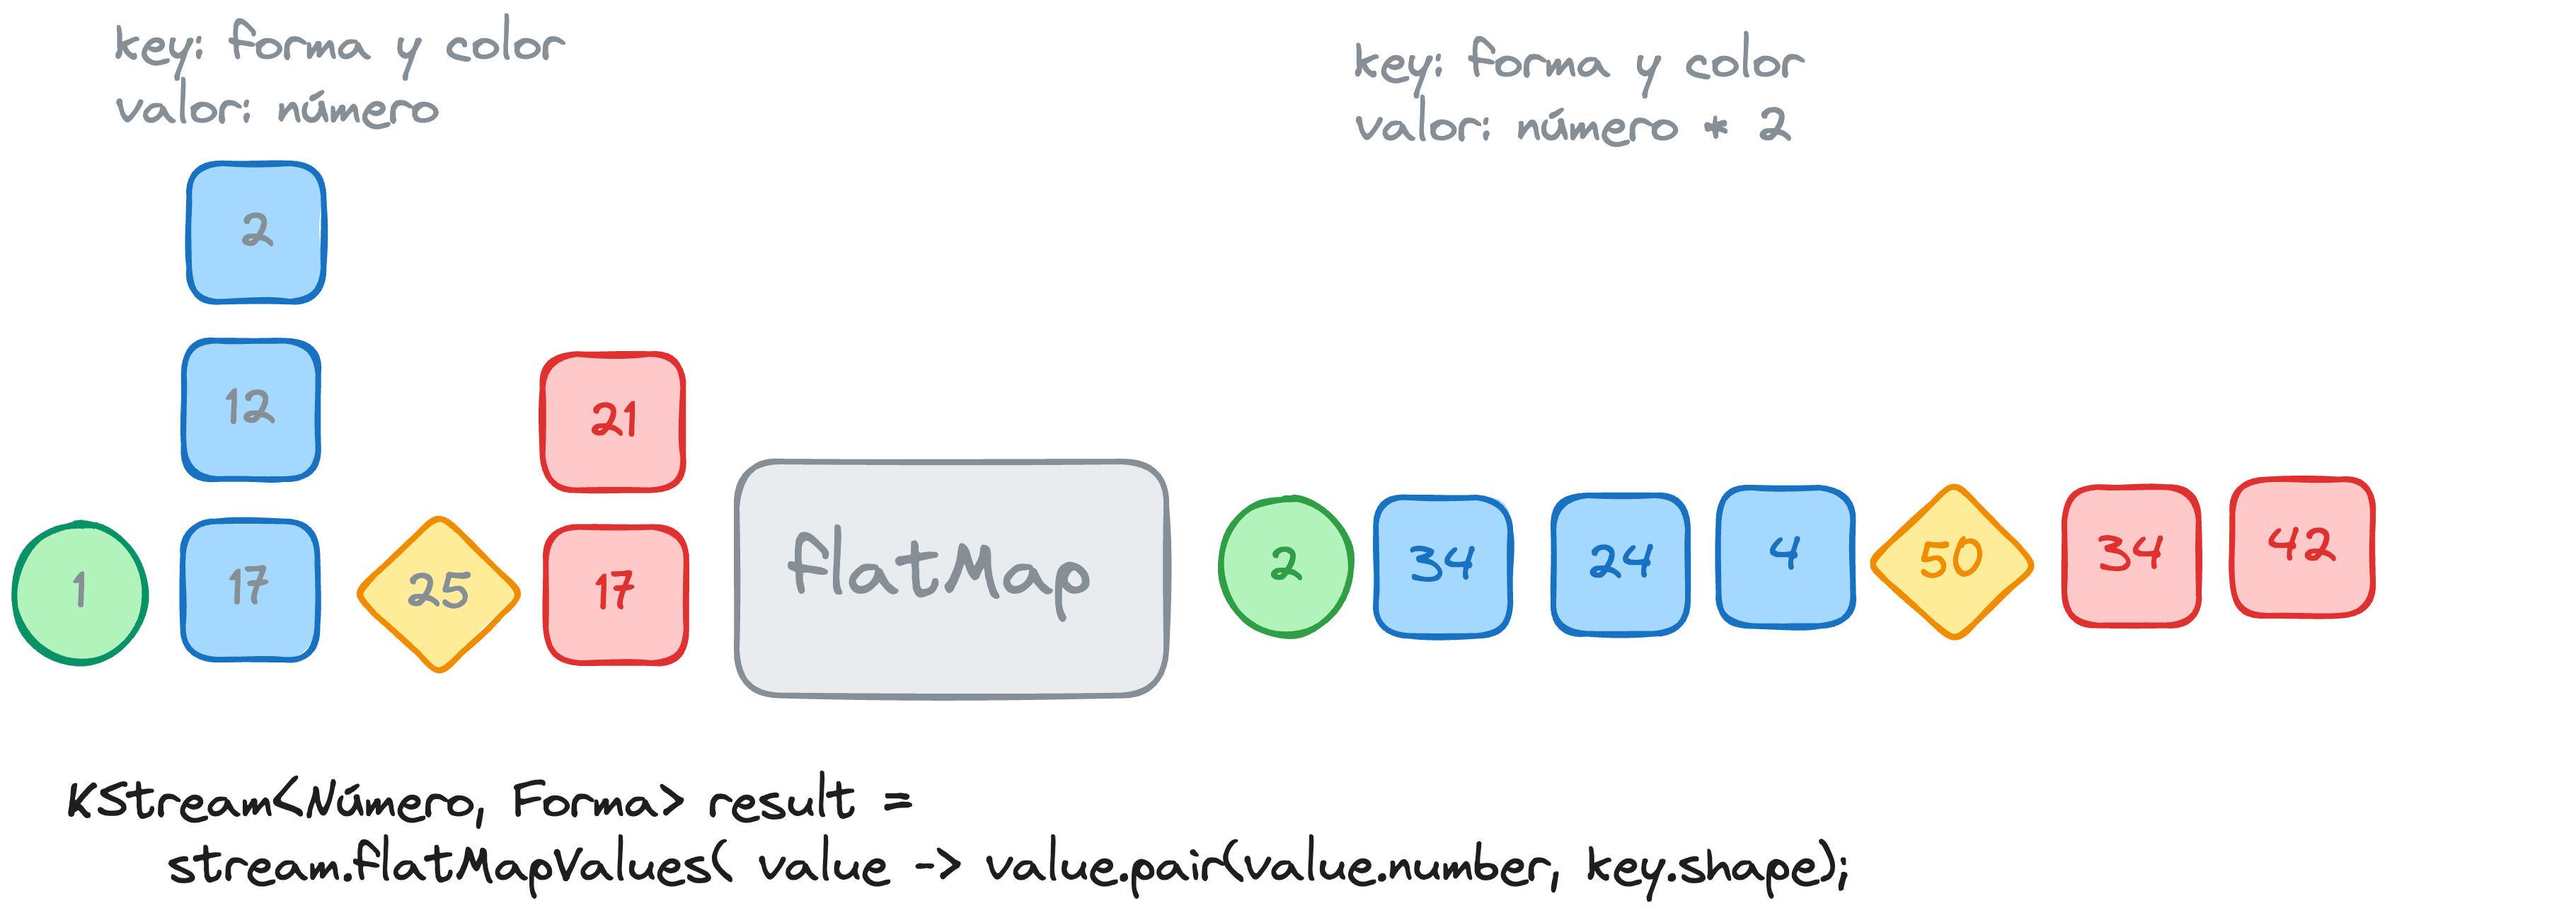 key: forma y color
valor: número
key: forma y color
valor: número * 2
2
12
21
1
17
25
17
flatMap
2
34
24
4
50
34
42
KStream<Número, Forma> result =
stream.flatMapValues( value -> value.pair(value.number, key.shape);